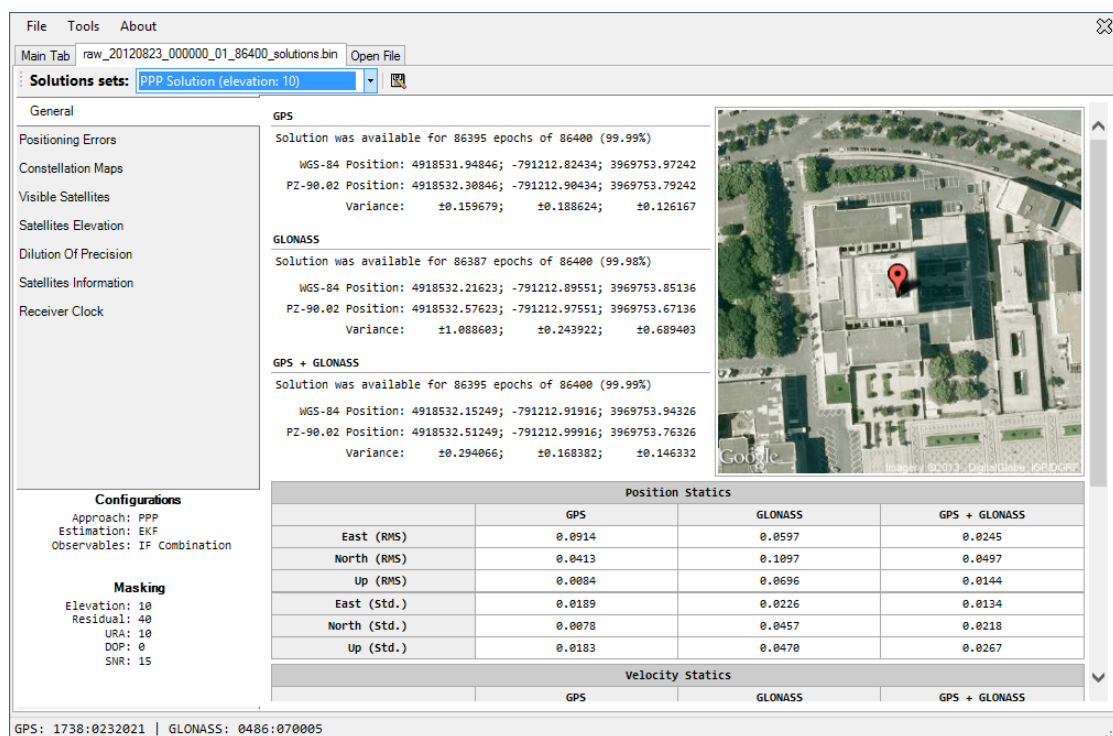 File Tools About
Main Tab raw_20120823_000000_01_86400_solutions.bin Open File
Solutions sets: PPP Solution (elevation: 10)
General
Positioning Errors
Constellation Maps
Visible Satellites
Satellites Elevation
Dilution Of Precision
Satellites Information
Receiver Clock
Configurations
Approach: PPP
Estimation: EKF
Observables: IF Combination
Masking
Elevation: 10
Residual: 40
URA: 10
DOP: 0
SNR: 15
GPS
Solution was available for 86395 epochs of 86400 (99.99%)
WGS-84 Position: 4918531.94846; -791212.82434; 3969753.97242
PZ-90.02 Position: 4918532.30846; -791212.90434; 3969753.79242
Variance: ±0.159679; ±0.188624; ±0.126167
GLONASS
Solution was available for 86387 epochs of 86400 (99.98%)
WGS-84 Position: 4918532.21623; -791212.89551; 3969753.85136
PZ-90.02 Position: 4918532.57623; -791212.97551; 3969753.67136
Variance: ±1.088603; ±0.243922; ±0.689403
GPS + GLONASS
Solution was available for 86395 epochs of 86400 (99.99%)
WGS-84 Position: 4918532.15249; -791212.91916; 3969753.94326
PZ-90.02 Position: 4918532.51249; -791212.99916; 3969753.76326
Variance: ±0.294066; ±0.168382; ±0.146332
Google
Imagery ©2013 , DigitalGlobe, IGP/DGRF
Position Statics
GPS GLONASS GPS + GLONASS
East (RMS) 0.0914 0.0597 0.0245
North (RMS) 0.0413 0.1097 0.0497
Up (RMS) 0.0084 0.0696 0.0144
East (Std.) 0.0189 0.0226 0.0134
North (Std.) 0.0078 0.0457 0.0218
Up (Std.) 0.0183 0.0470 0.0267
Velocity Statics
GPS GLONASS GPS + GLONASS
GPS: 1738:0232021 | GLONASS: 0486:070005